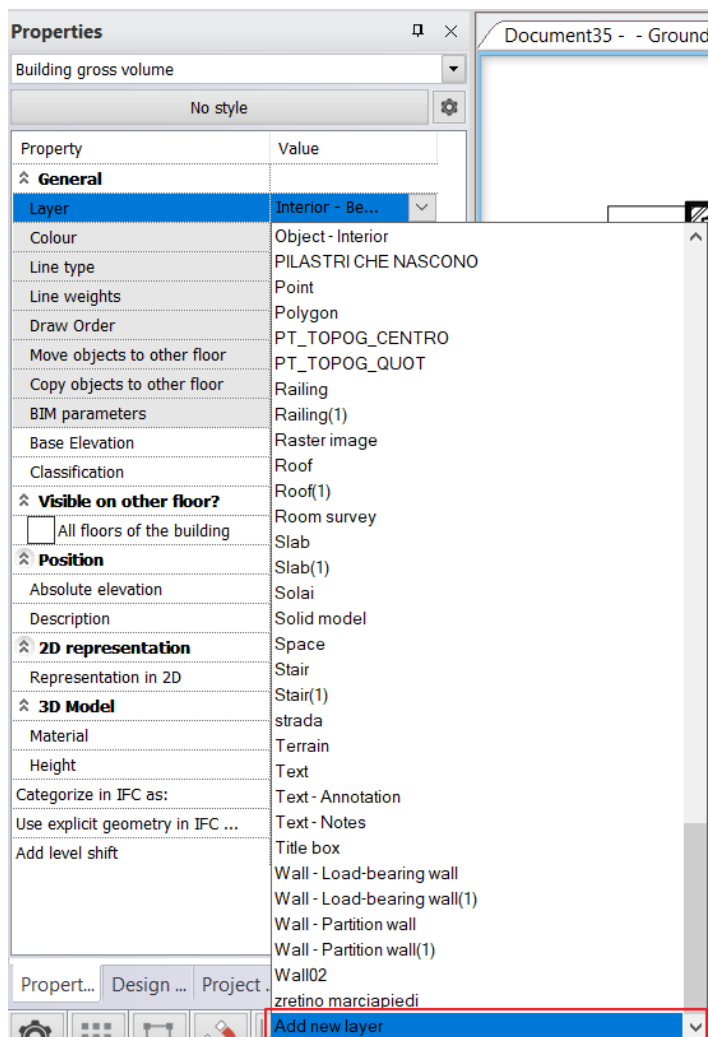 Properties
Document35 - - Ground
Building gross volume
No style
Property Value
General
Layer Interior - Be...
Colour
Line type
Line weights
Draw Order
Move objects to other floor
Copy objects to other floor
BIM parameters
Base Elevation
Classification
Visible on other floor?
All floors of the building
Position
Absolute elevation
Description
2D representation
Representation in 2D
3D Model
Material
Height
Categorize in IFC as:
Use explicit geometry in IFC ...
Add level shift
Object - Interior
PILASTRI CHE NASCONO
Point
Polygon
PT_TOPOG_CENTRO
PT_TOPOG_QUOT
Railing
Railing(1)
Raster image
Roof
Roof(1)
Room survey
Slab
Slab(1)
Solai
Solid model
Space
Stair
Stair(1)
strada
Terrain
Text
Text - Annotation
Text - Notes
Title box
Wall - Load-bearing wall
Wall - Load-bearing wall(1)
Wall - Partition wall
Wall - Partition wall(1)
Wall02
zretino marciapiedi
Add new layer
Propert... Design ... Project .